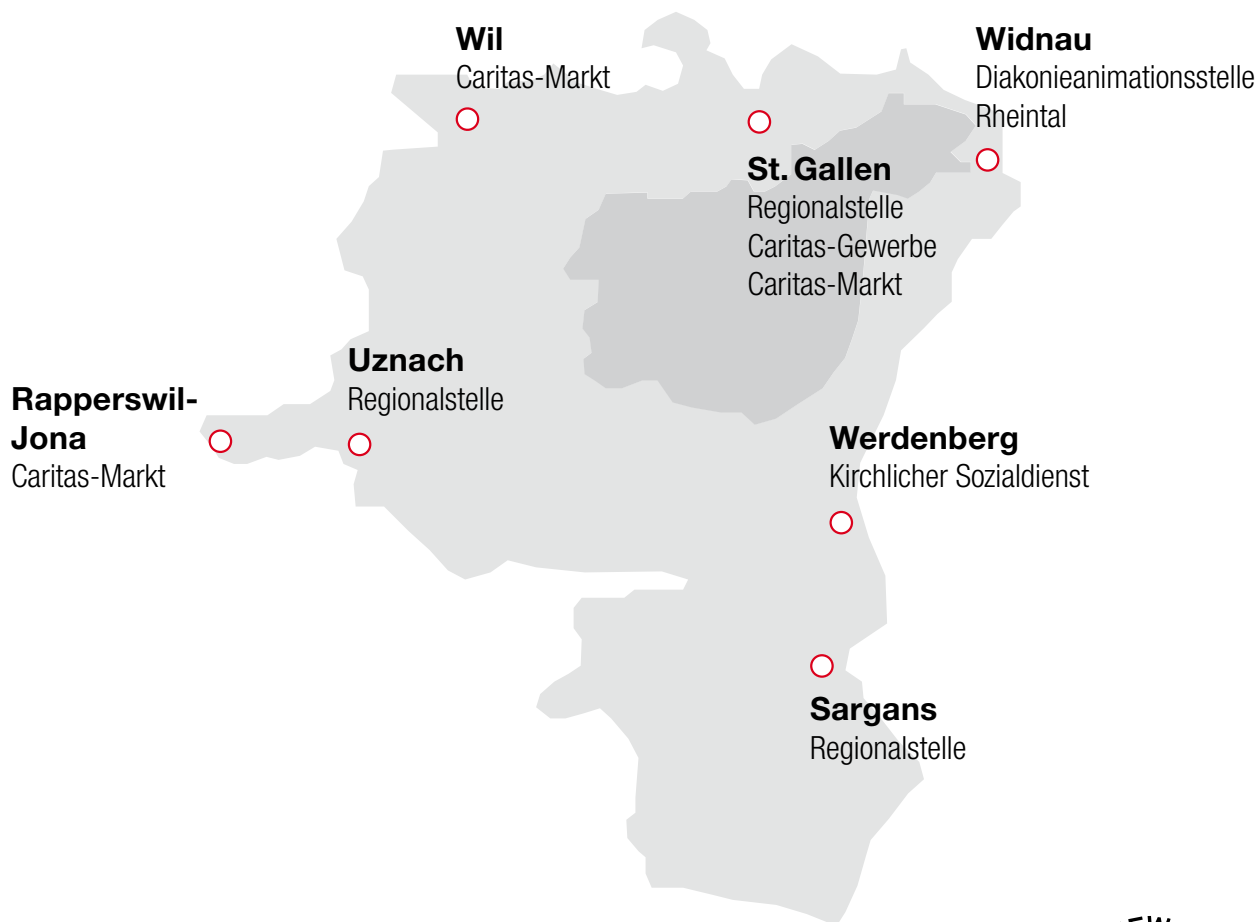 Wil
Caritas-Markt
Widnau
Diakonieanimationsstelle
Rheintal
St. Gallen
Regionalstelle
Caritas-Gewerbe
Caritas-Markt
Uznach
Regionalstelle
Rapperswil-
Jona
Caritas-Markt
Werdenberg
Kirchlicher Sozialdienst
Sargans
Regionalstelle